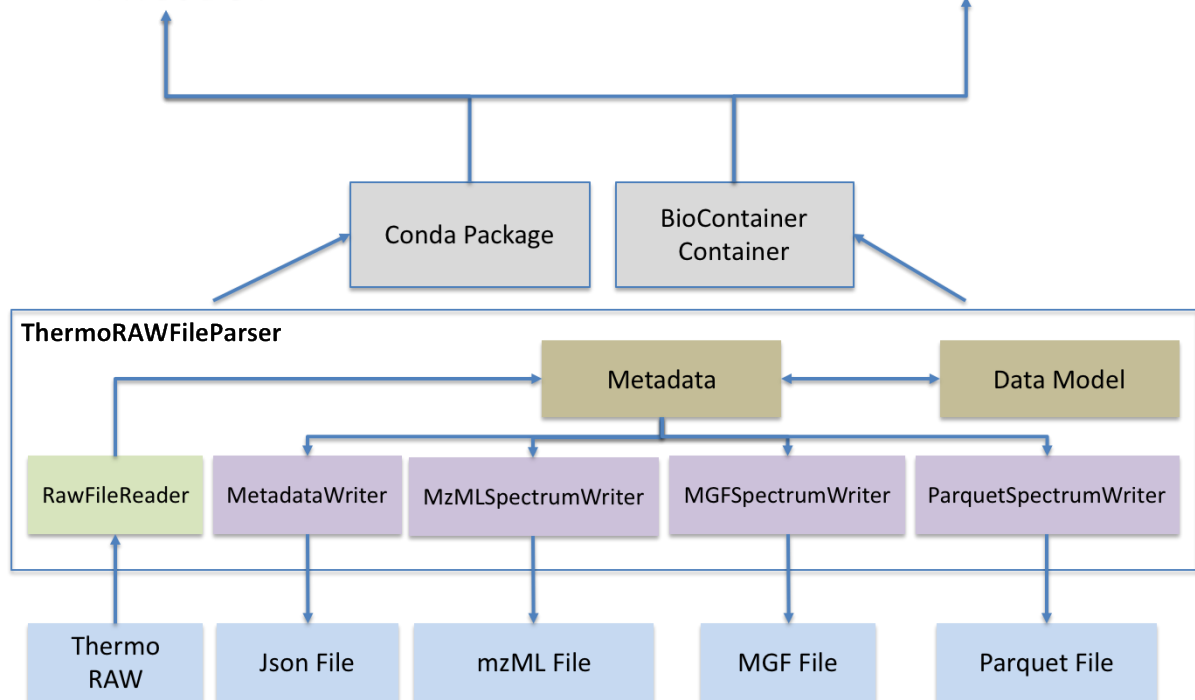 Conda Package
BioContainer
Container
ThermoRAWFileParser
Metadata
Data Model
RawFileReader
MetadataWriter
MzMLSpectrumWriter
MGFSpectrumWriter
ParquetSpectrumWriter
Thermo
RAW
Json File
mzML File
MGF File
Parquet File